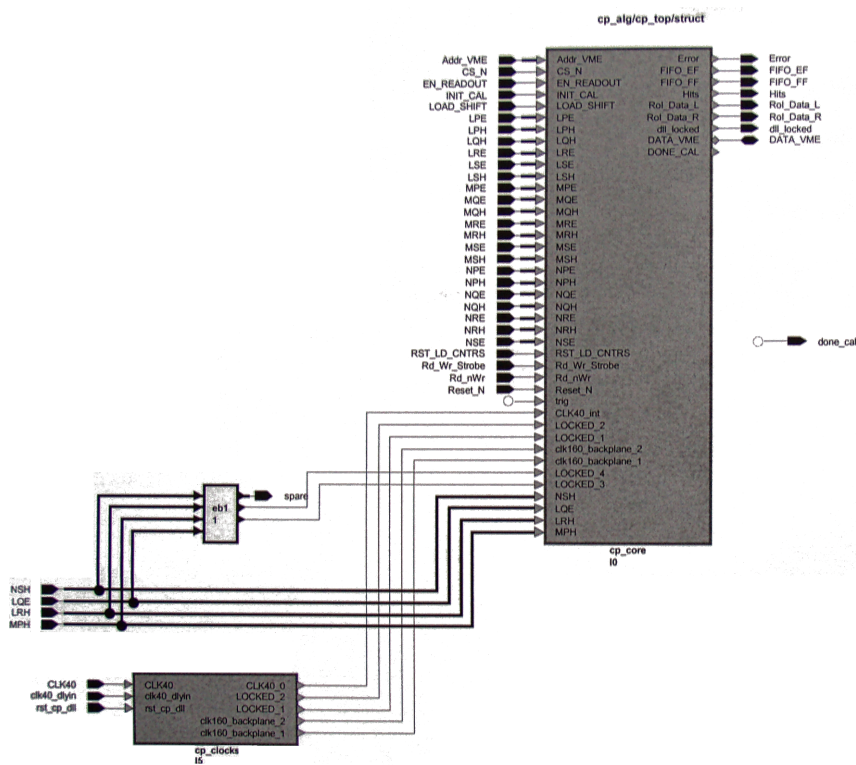 cp_alg/cp_top/struct
Addr_VME Addr_VME Error Error
CS_N CS_N FIFO_EF FIFO_EF
EN_READOUT EN_READOUT FIFO_FF FIFO_FF
INIT_CAL INIT_CAL Hits Hits
LOAD_SHIFT LOAD_SHIFT RoI_Data_L RoI_Data_L
LPE LPE RoI_Data_R RoI_Data_R
LPH LPH dll_locked dll_locked
LQH LQH DATA_VME DATA_VME
LRE LRE DONE_CAL
LSE LSE
LSH LSH
MPE MPE
MQE MQE
MQH MQH
MRE MRE
MRH MRH
MSE MSE
MSH MSH
NPE NPE
NPH NPH
NQE NQE
NQH NQH
NRE NRE
NRH NRH
NSE NSE done_cal
RST_LD_CNTRS RST_LD_CNTRS
Rd_Wr_Strobe Rd_Wr_Strobe
Rd_nWr Rd_nWr
Reset_N Reset_N
trig
CLK40_int
LOCKED_2
LOCKED_1
clk160_backplane_2
clk160_backplane_1
LOCKED_4
LOCKED_3
NSH
LQE
LRH
MPH
cp_core
I0
spare
eb1
1
NSH
LQE
LRH
MPH
CLK40 CLK40 CLK40_0
clk40_dlyin clk40_dlyin LOCKED_2
rst_cp_dll rst_cp_dll LOCKED_1
clk160_backplane_2
clk160_backplane_1
cp_clocks
I5